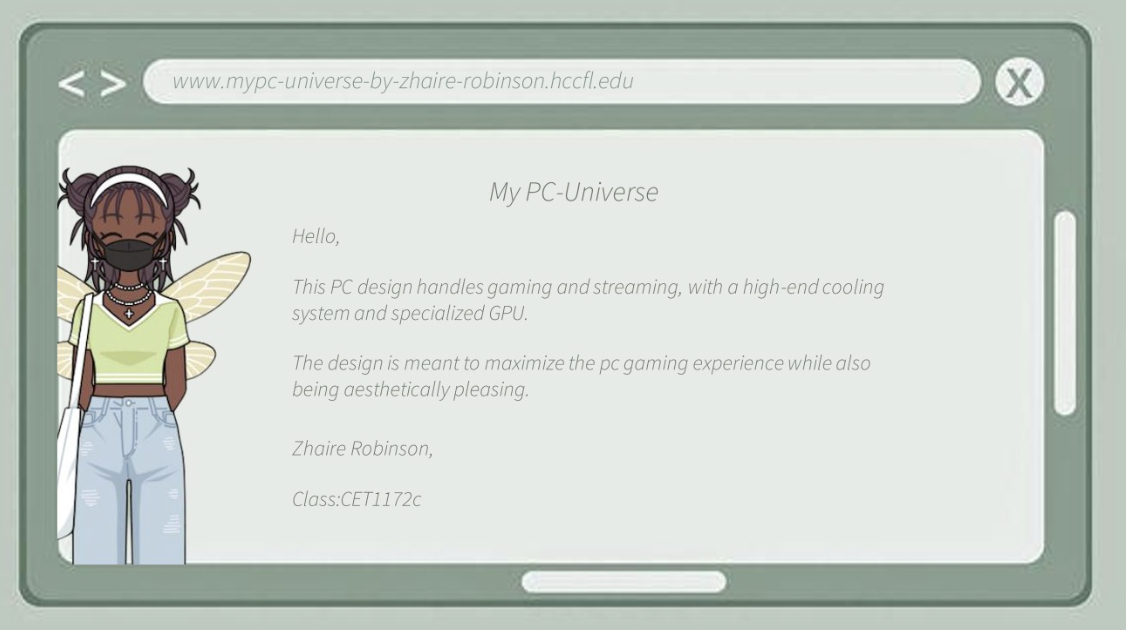 < >
www.mypc-universe-by-zhaire-robinson.hccfl.edu
X
My PC-Universe
Hello,
This PC design handles gaming and streaming, with a high-end cooling
system and specialized GPU.
The design is meant to maximize the pc gaming experience while also
being aesthetically pleasing.
Zhaire Robinson,
Class:CET1172c